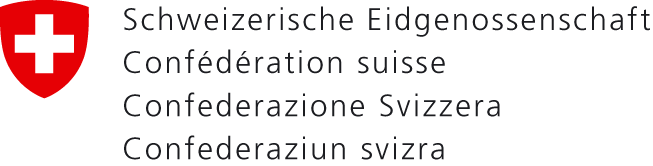 Schweizerische Eidgenossenschaft
Confédération suisse
Confederazione Svizzera
Confederaziun svizra